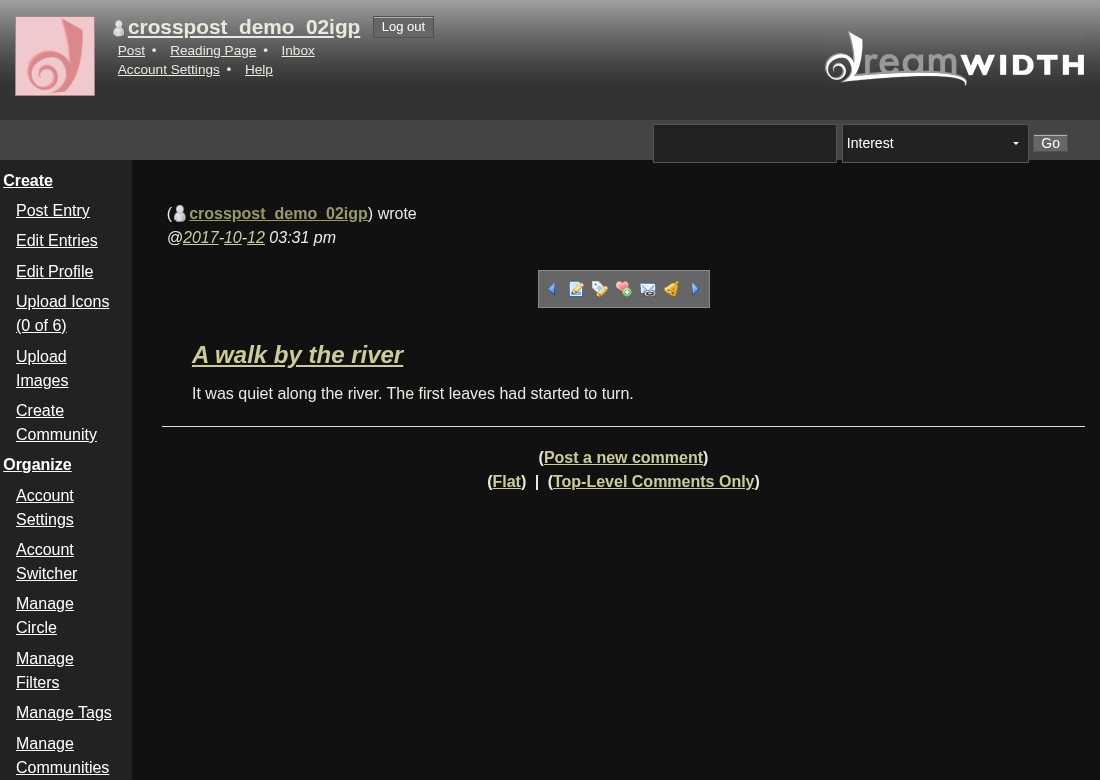 crosspost_demo_02igp Log out
Post • Reading Page • Inbox
Account Settings • Help
dreamWIDTH
Interest Go
Create
Post Entry
Edit Entries
Edit Profile
Upload Icons
(0 of 6)
Upload
Images
Create
Community
Organize
Account
Settings
Account
Switcher
Manage
Circle
Manage
Filters
Manage Tags
Manage
Communities
(crosspost_demo_02igp) wrote
@2017-10-12 03:31 pm
A walk by the river
It was quiet along the river. The first leaves had started to turn.
(Post a new comment)
(Flat) | (Top-Level Comments Only)